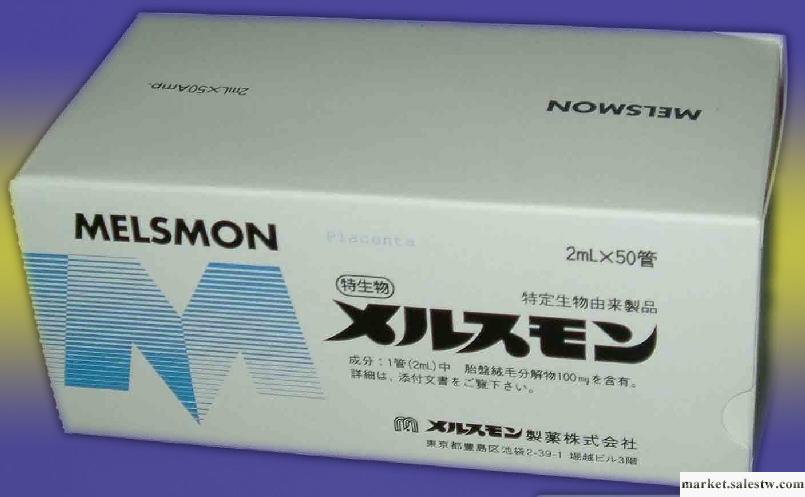 2mL×50Amp.
MELSMON
MELSMON
Placenta
2mL×50管
特生物
特定生物由来製品
メルスモン
成分：1管(2mL)中 胎盤絨毛分解物100mgを含有。
詳細は、添付文書をご覧下さい。
メルスモン製薬株式会社
東京都豊島区池袋2-39-1 堀越ビル3階
market.salestw.com